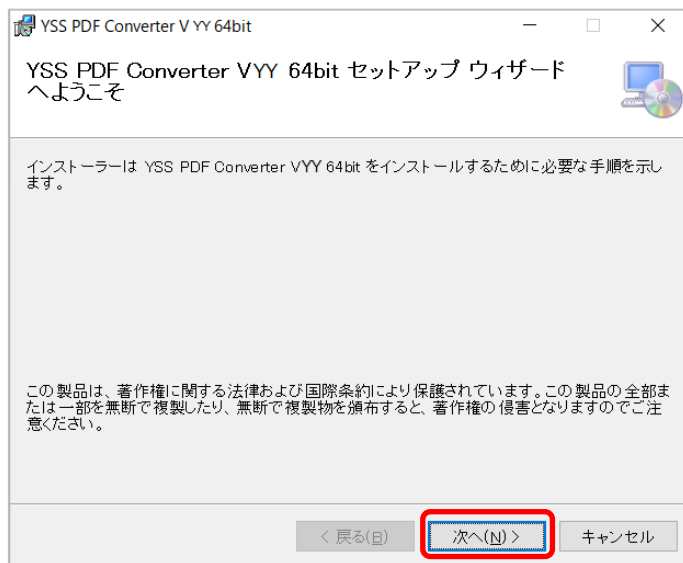 YSS PDF Converter V YY 64bit
YSS PDF Converter VYY 64bit セットアップ ウィザード
へようこそ
インストーラーは YSS PDF Converter VYY 64bit をインストールするために必要な手順を示し
ます。
この製品は、著作権に関する法律および国際条約により保護されています。この製品の全部ま
たは一部を無断で複製したり、無断で複製物を頒布すると、著作権の侵害となりますのでご注
意ください。
< 戻る(B) 次へ(N) > キャンセル